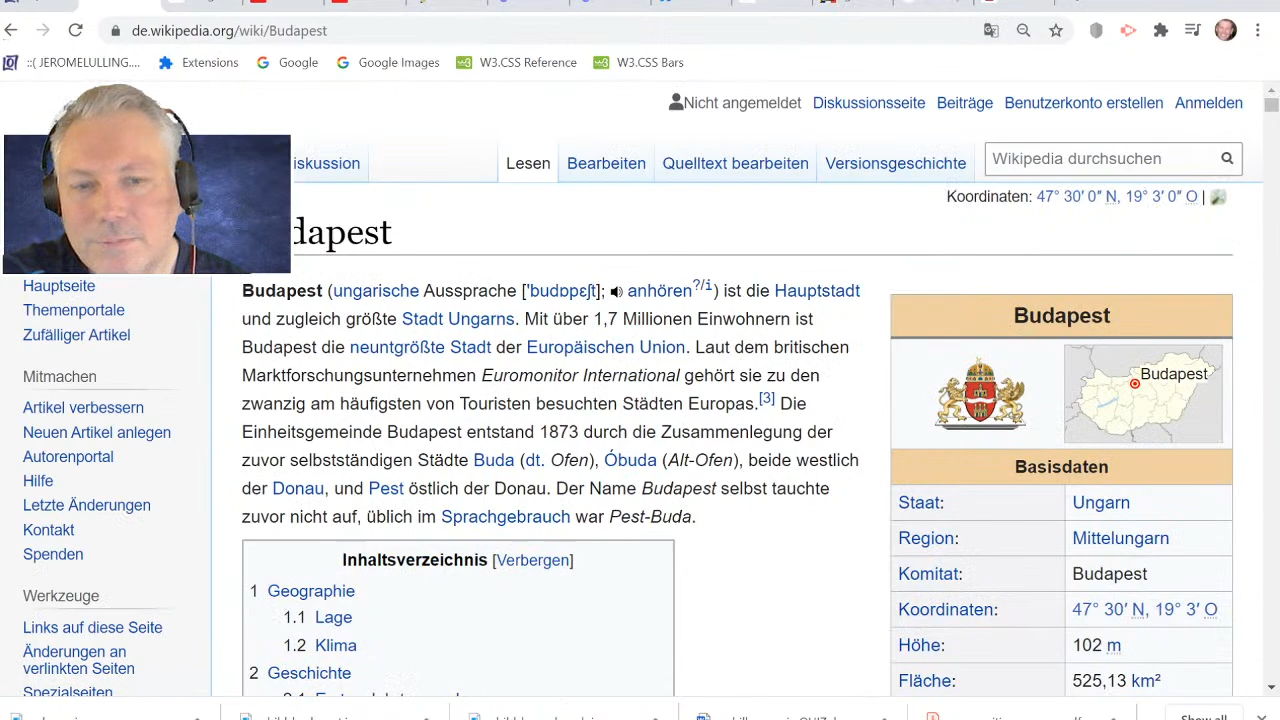 de.wikipedia.org/wiki/Budapest
::( JEROMELULLING....
Extensions
Google
Google Images
W3.CSS Reference
W3.CSS Bars
Nicht angemeldet Diskussionsseite Beiträge Benutzerkonto erstellen Anmelden
iskussion Lesen Bearbeiten Quelltext bearbeiten Versionsgeschichte Wikipedia durchsuchen
Koordinaten: 47° 30′ 0″ N, 19° 3′ 0″ O |
dapest
Hauptseite
Themenportale
Zufälliger Artikel
Mitmachen
Artikel verbessern
Neuen Artikel anlegen
Autorenportal
Hilfe
Letzte Änderungen
Kontakt
Spenden
Werkzeuge
Links auf diese Seite
Änderungen an
verlinkten Seiten
Spezialseiten
Budapest (ungarische Aussprache [ˈbudɒpɛʃt]; anhören?/i) ist die Hauptstadt
und zugleich größte Stadt Ungarns. Mit über 1,7 Millionen Einwohnern ist
Budapest die neuntgrößte Stadt der Europäischen Union. Laut dem britischen
Marktforschungsunternehmen Euromonitor International gehört sie zu den
zwanzig am häufigsten von Touristen besuchten Städten Europas.[3] Die
Einheitsgemeinde Budapest entstand 1873 durch die Zusammenlegung der
zuvor selbstständigen Städte Buda (dt. Ofen), Óbuda (Alt-Ofen), beide westlich
der Donau, und Pest östlich der Donau. Der Name Budapest selbst tauchte
zuvor nicht auf, üblich im Sprachgebrauch war Pest-Buda.
Inhaltsverzeichnis [Verbergen]
1 Geographie
1.1 Lage
1.2 Klima
2 Geschichte
Budapest
Budapest
Basisdaten
Staat: Ungarn
Region: Mittelungarn
Komitat: Budapest
Koordinaten: 47° 30′ N, 19° 3′ O
Höhe: 102 m
Fläche: 525,13 km²
Show all